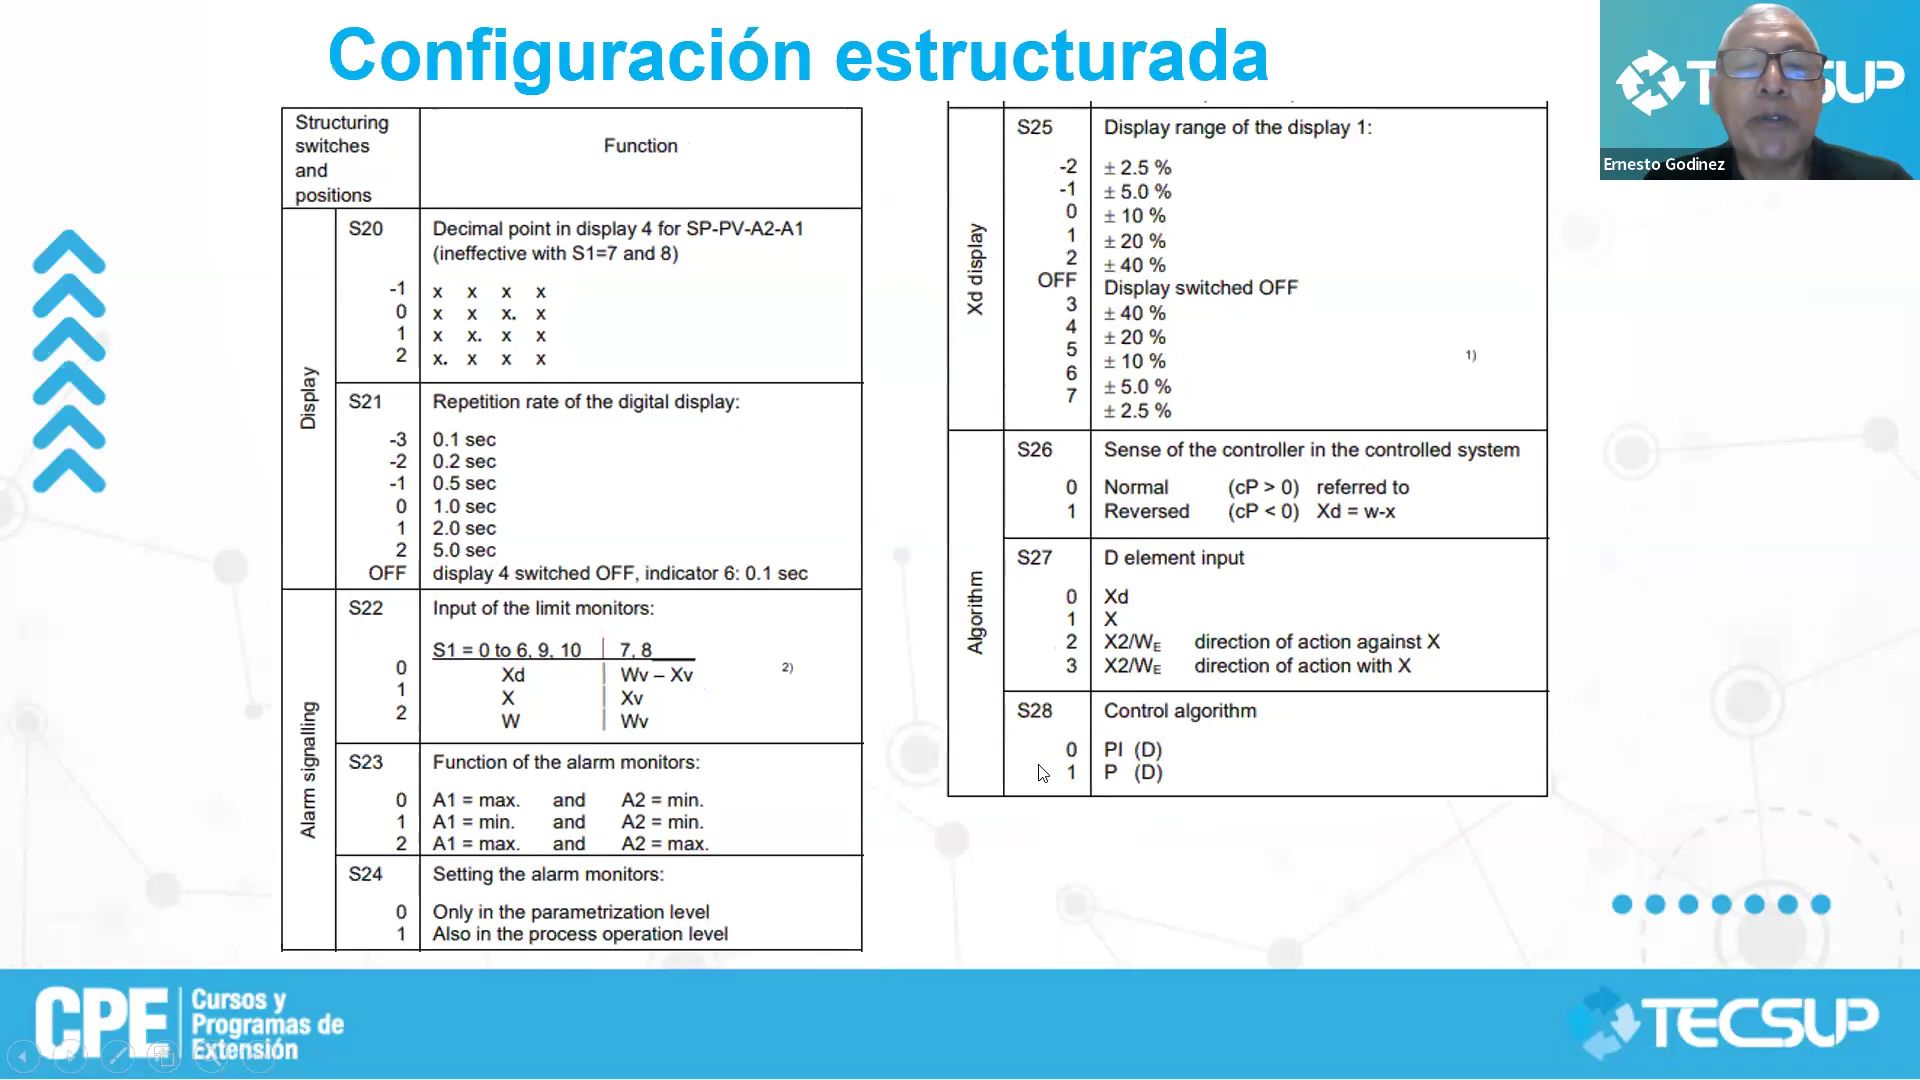 Configuración estructurada
Structuring
switches
and
positions
Function
Display
S20
Decimal point in display 4 for SP-PV-A2-A1
(ineffective with S1=7 and 8)
-1 x x x x
0 x x x. x
1 x x. x x
2 x. x x x
S21
Repetition rate of the digital display:
-3 0.1 sec
-2 0.2 sec
-1 0.5 sec
0 1.0 sec
1 2.0 sec
2 5.0 sec
OFF display 4 switched OFF, indicator 6: 0.1 sec
Alarm signalling
S22
Input of the limit monitors:
S1 = 0 to 6, 9, 10 | 7, 8
0 Xd | Wv – Xv 2)
1 X | Xv
2 W | Wv
S23
Function of the alarm monitors:
0 A1 = max. and A2 = min.
1 A1 = min. and A2 = min.
2 A1 = max. and A2 = max.
S24
Setting the alarm monitors:
0 Only in the parametrization level
1 Also in the process operation level
Xd display
S25
Display range of the display 1:
-2 ± 2.5 %
-1 ± 5.0 %
0 ± 10 %
1 ± 20 %
2 ± 40 %
OFF Display switched OFF
3 ± 40 %
4 ± 20 %
5 ± 10 % 1)
6 ± 5.0 %
7 ± 2.5 %
Algorithm
S26
Sense of the controller in the controlled system
0 Normal (cP > 0) referred to
1 Reversed (cP < 0) Xd = w-x
S27
D element input
0 Xd
1 X
2 X2/WE direction of action against X
3 X2/WE direction of action with X
S28
Control algorithm
0 PI (D)
1 P (D)
TECSUP
Ernesto Godinez
CPE
Cursos y
Programas de
Extensión
TECSUP